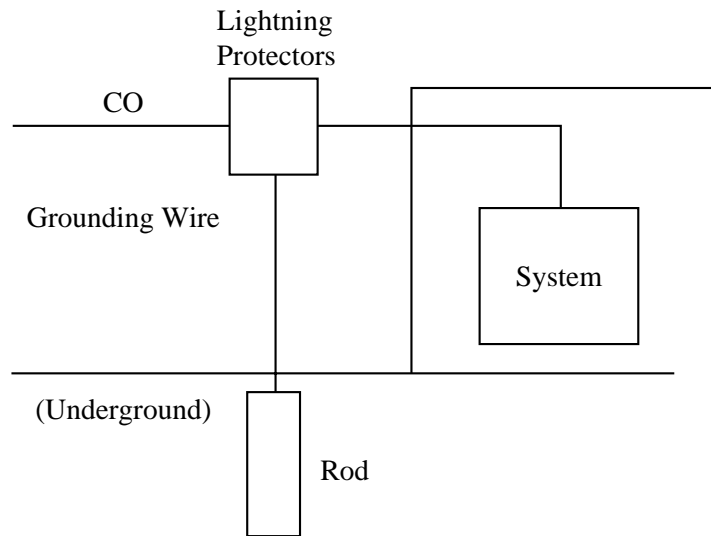 Lightning
Protectors
CO
Grounding Wire
System
(Underground)
Rod